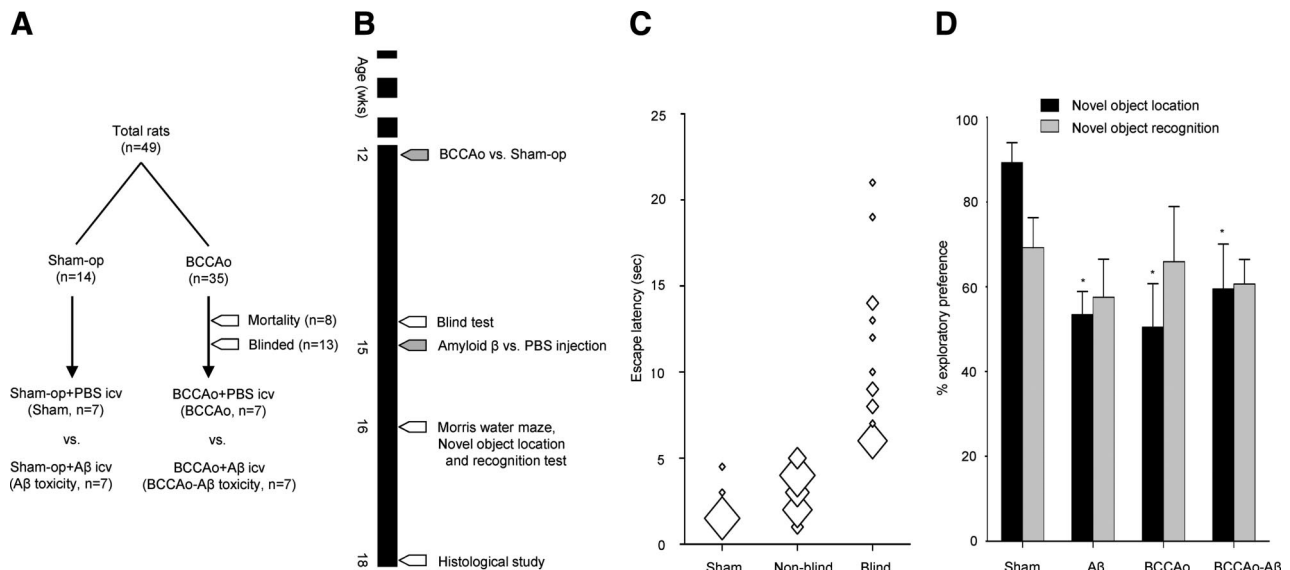 A
Total rats
(n=49)
Sham-op
(n=14)
BCCAo
(n=35)
Mortality (n=8)
Blinded (n=13)
Sham-op+PBS icv
(Sham, n=7)
vs.
Sham-op+Aβ icv
(Aβ toxicity, n=7)
BCCAo+PBS icv
(BCCAo, n=7)
vs.
BCCAo+Aβ icv
(BCCAo-Aβ toxicity, n=7)
B
Age (wks)
12
BCCAo vs. Sham-op
Blind test
15
Amyloid β vs. PBS injection
16
Morris water maze,
Novel object location
and recognition test
18
Histological study
C
Escape latency (sec)
25
20
15
10
5
0
Sham
Non-blind
Blind
D
Novel object location
Novel object recognition
% exploratory preference
100
80
60
40
20
0
*
*
*
Sham
Aβ
BCCAo
BCCAo-Aβ